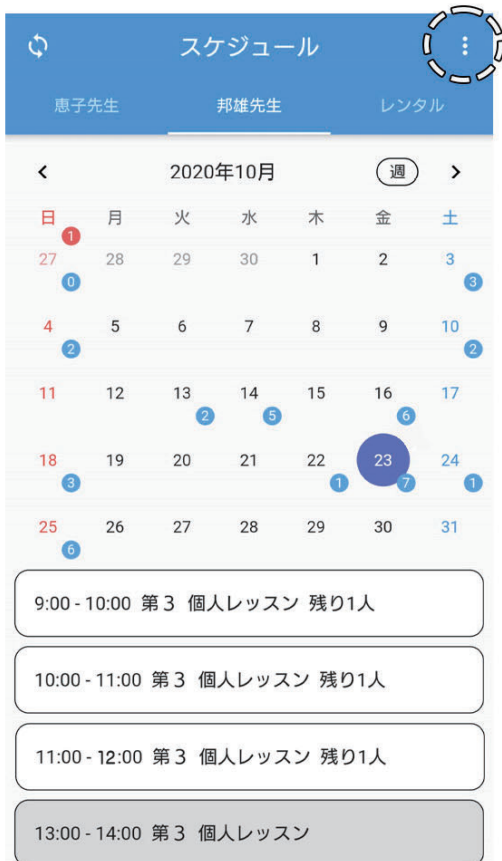 スケジュール
恵子先生 邦雄先生 レンタル
2020年10月 週
日 月 火 水 木 金 土
1
27 28 29 30 1 2 3
0 3
4 5 6 7 8 9 10
2 2
11 12 13 14 15 16 17
2 5 6
18 19 20 21 22 23 24
3 1 7 1
25 26 27 28 29 30 31
6
9:00 - 10:00 第3 個人レッスン 残り1人
10:00 - 11:00 第3 個人レッスン 残り1人
11:00 - 12:00 第3 個人レッスン 残り1人
13:00 - 14:00 第3 個人レッスン